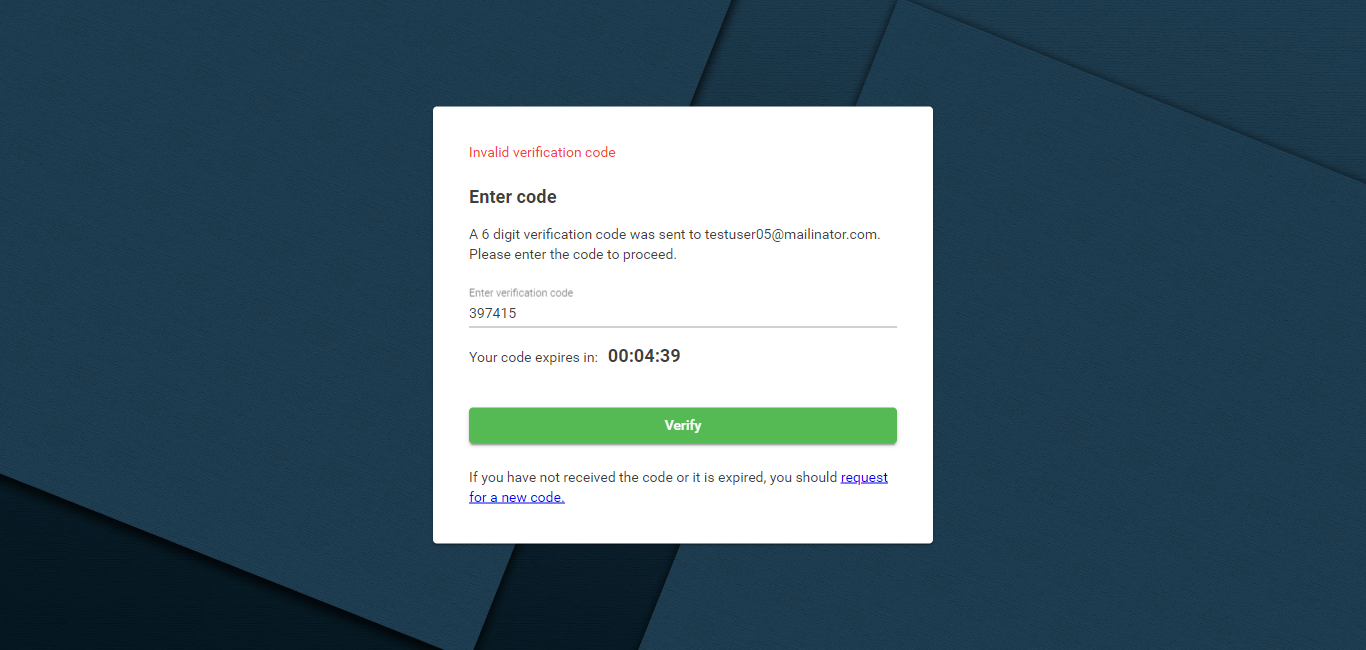 Invalid verification code
Enter code
A 6 digit verification code was sent to testuser05@mailinator.com.
Please enter the code to proceed.
Enter verification code
397415
Your code expires in: 00:04:39
Verify
If you have not received the code or it is expired, you should request
for a new code.